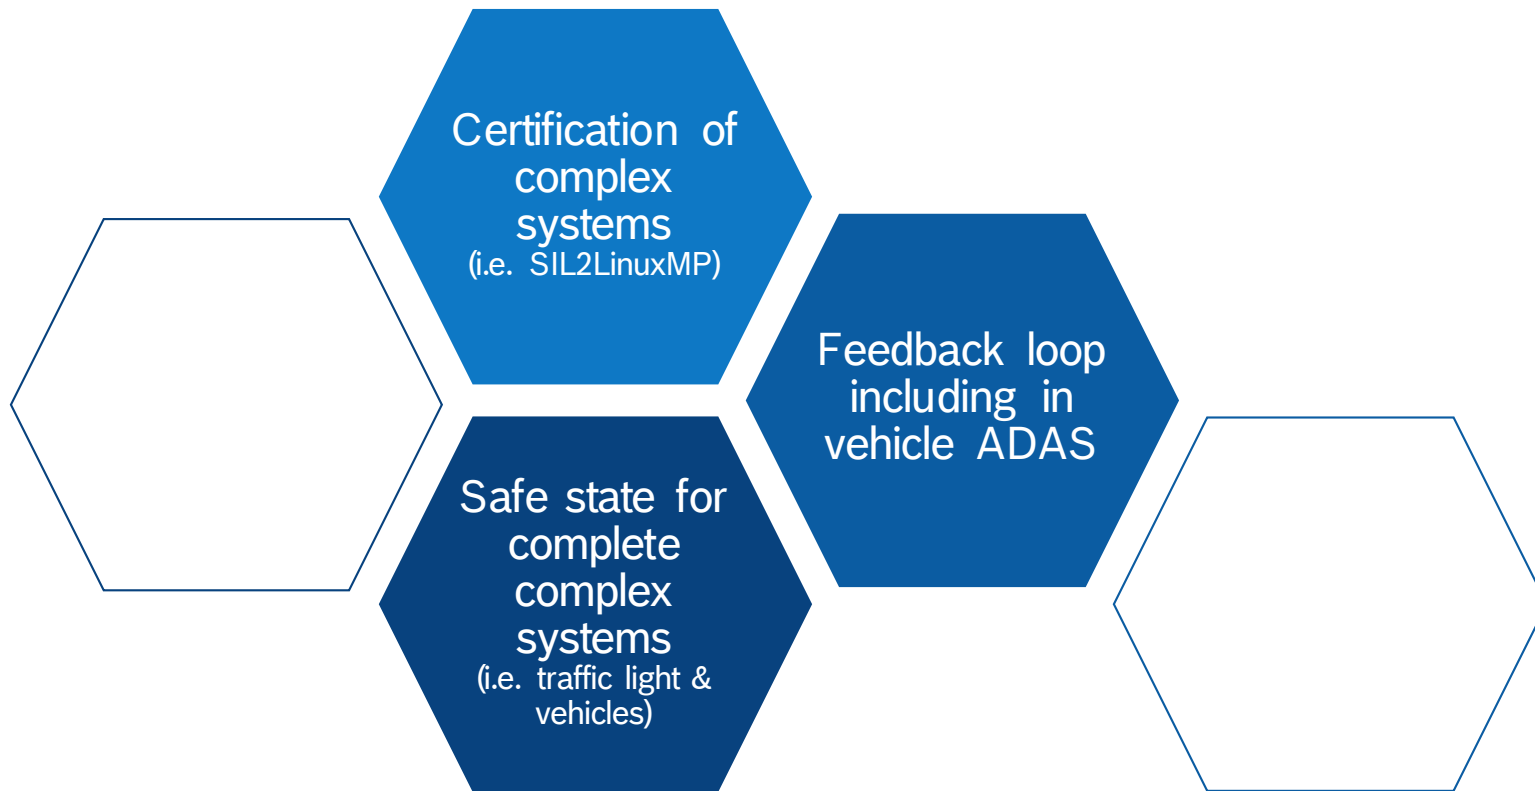 Certification of
complex
systems
(i.e. SIL2LinuxMP)
Feedback loop
including in
vehicle ADAS
Safe state for
complete
complex
systems
(i.e. traffic light &
vehicles)